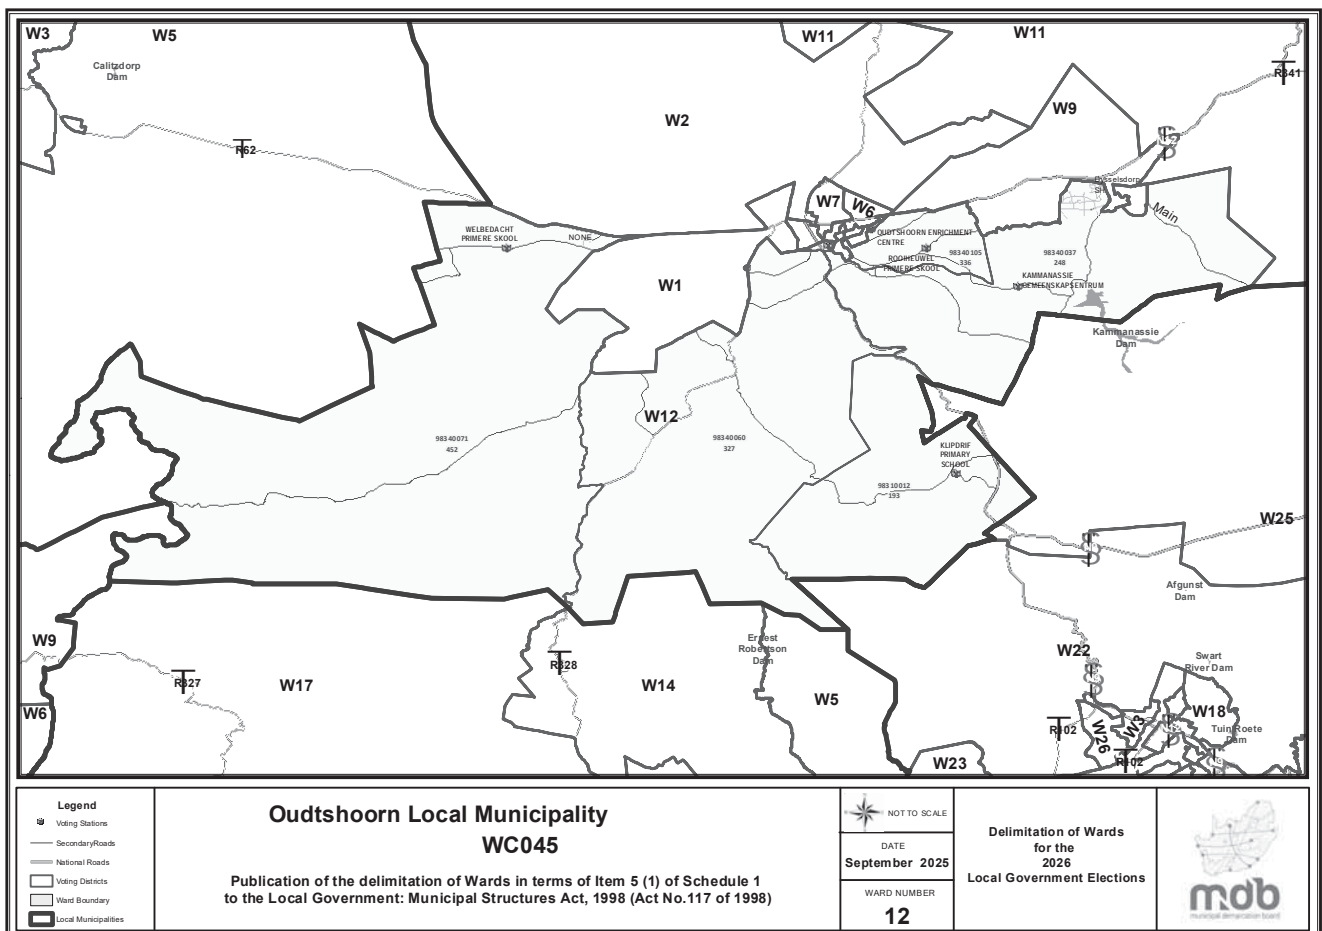 W3
W5
W11
W11
Calitzdorp
Dam
R341
W9
W2
R62
Dysselsdorp
SH
W7
W6
Main
WELBEDACHT
PRIMERE SKOOL
NONE
OUDTSHOORN ENRICHMENT
CENTRE
98340105
336
98340037
248
ROOIHEUWEL
PRIMERE SKOOL
KAMMANASSIE
GEMEENSKAPSENTRUM
W1
Kammanassie
Dam
W12
98340071
452
98340060
327
KLIPDRIF
PRIMARY
SCHOOL
98310012
193
W25
Afgunst
Dam
W9
Ernest
Robertson
Dam
W22
Swart
River Dam
R328
R327
W17
W14
W5
W6
W18
W26
W3
R102
Tuin Roete
Dam
R102
W23
Legend
Voting Stations
SecondaryRoads
National Roads
Voting Districts
Ward Boundary
Local Municipalities
Oudtshoorn Local Municipality
WC045
Publication of the delimitation of Wards in terms of Item 5 (1) of Schedule 1
to the Local Government: Municipal Structures Act, 1998 (Act No.117 of 1998)
NOT TO SCALE
DATE
September 2025
WARD NUMBER
12
Delimitation of Wards
for the
2026
Local Government Elections
mdb
municipal demarcation board